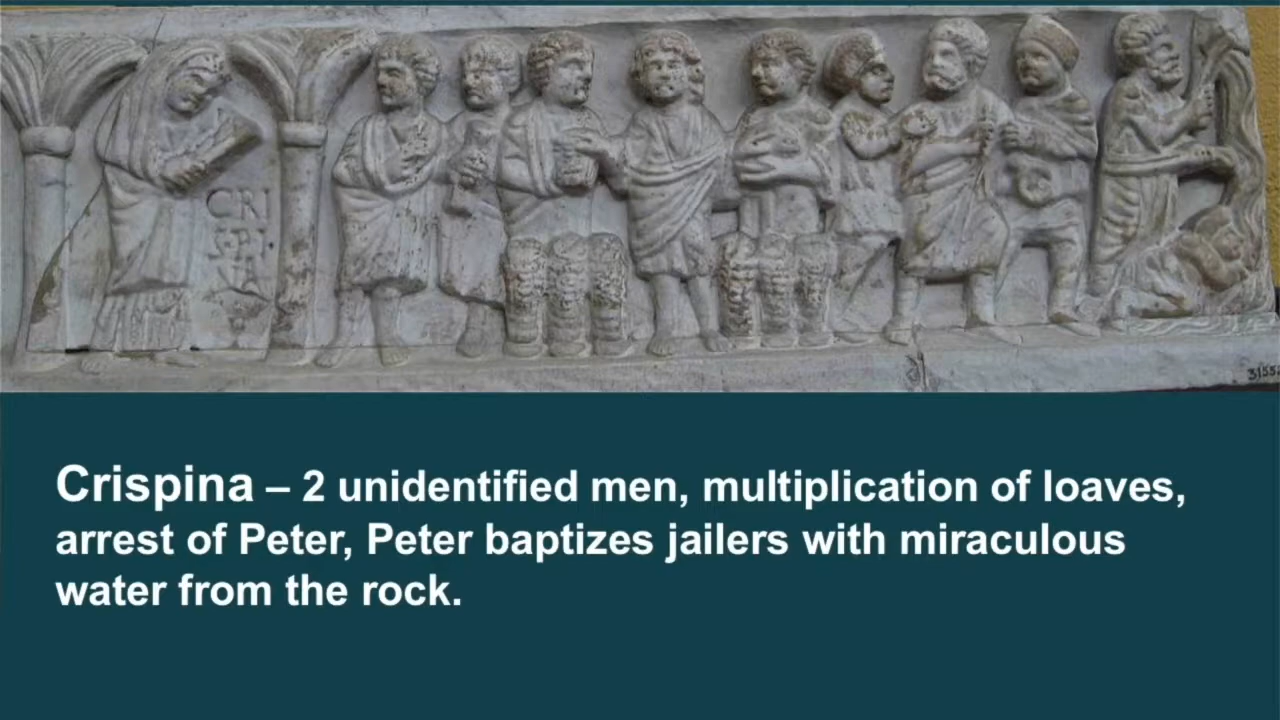 CRI
SPI
NA
3155
Crispina – 2 unidentified men, multiplication of loaves,
arrest of Peter, Peter baptizes jailers with miraculous
water from the rock.